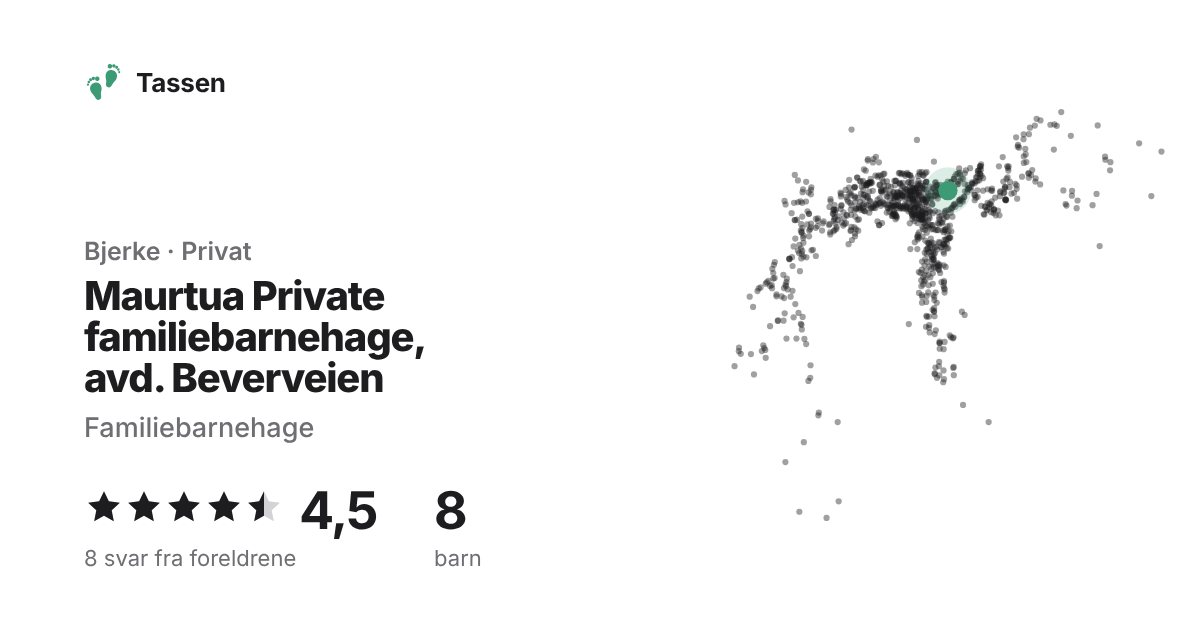 Tassen
Bjerke · Privat
Maurtua Private
familiebarnehage,
avd. Beverveien
Familiebarnehage
4,5
8 svar fra foreldrene
8
barn